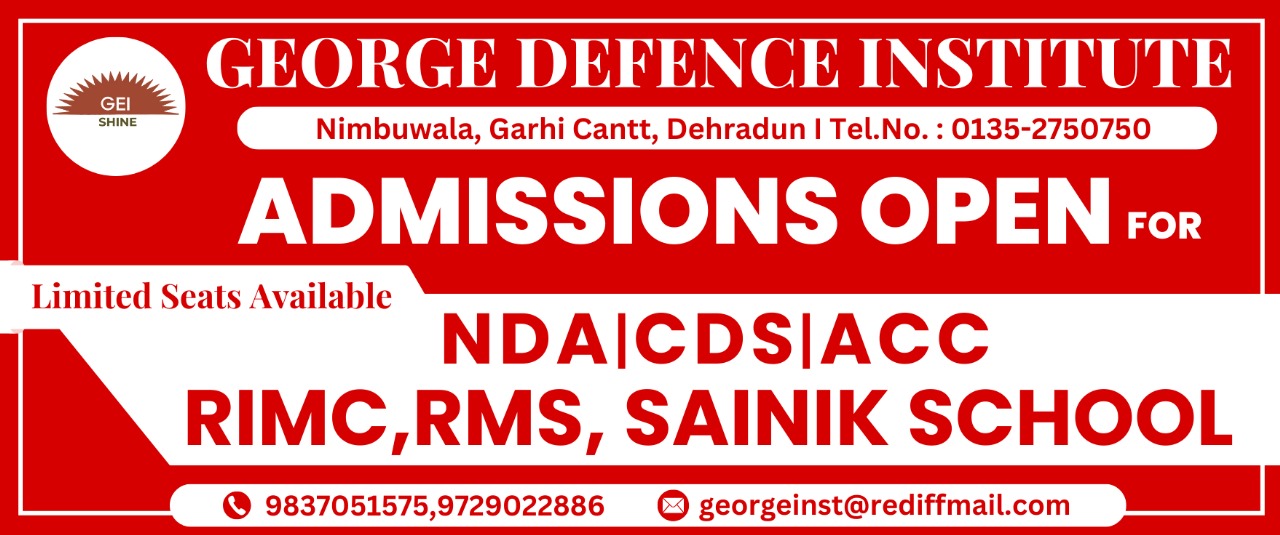 GEORGE DEFENCE INSTITUTE
GEI
SHINE
Nimbuwala, Garhi Cantt, Dehradun I Tel.No. : 0135-2750750
ADMISSIONS OPEN FOR
Limited Seats Available
NDA|CDS|ACC
RIMC,RMS, SAINIK SCHOOL
9837051575,9729022886
georgeinst@rediffmail.com